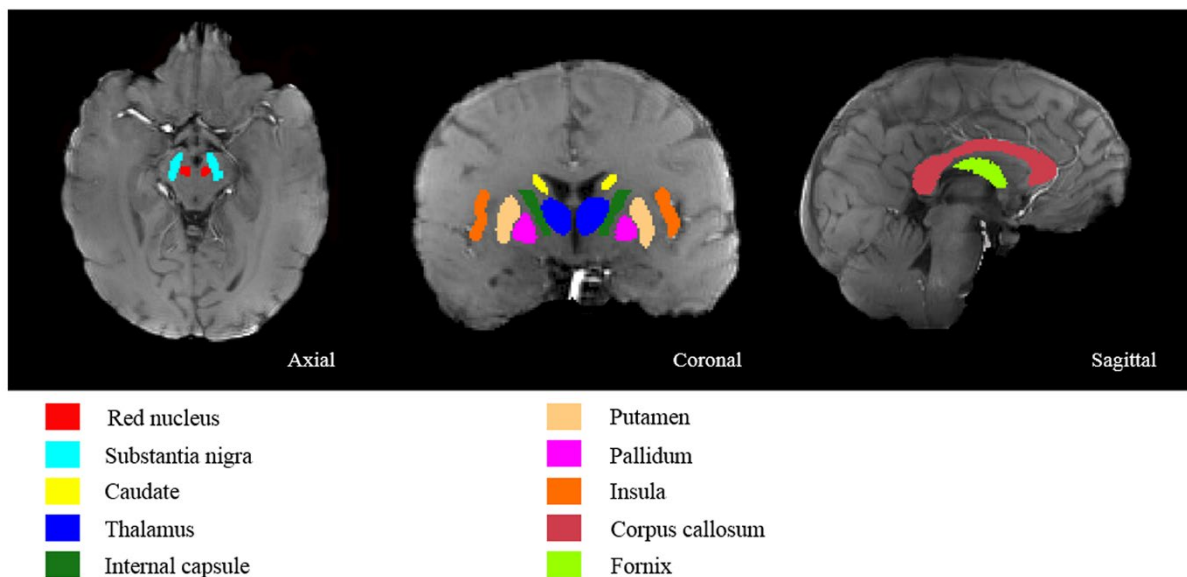 Axial
Coronal
Sagittal
Red nucleus
Substantia nigra
Caudate
Thalamus
Internal capsule
Putamen
Pallidum
Insula
Corpus callosum
Fornix